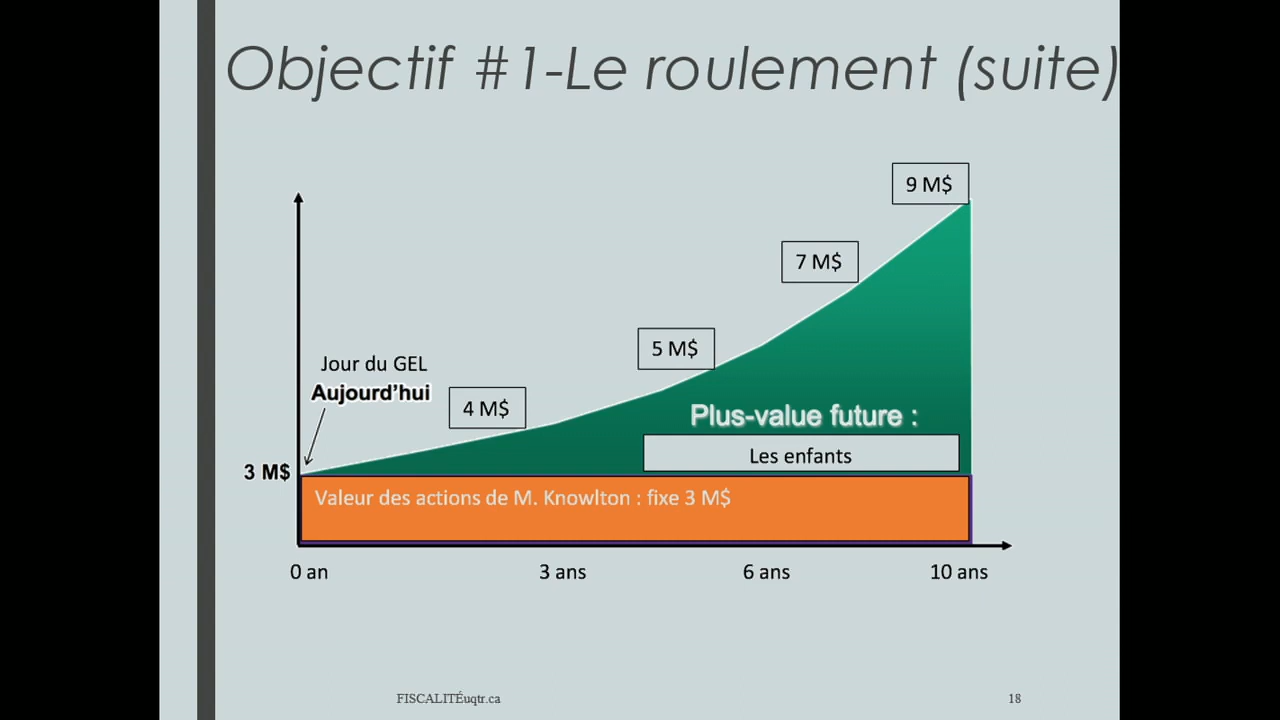 Objectif #1-Le roulement (suite)
9 M$
7 M$
5 M$
Jour du GEL
Aujourd'hui
4 M$
Plus-value future :
Les enfants
3 M$
Valeur des actions de M. Knowlton : fixe 3 M$
0 an
3 ans
6 ans
10 ans
FISCALITÉuqtr.ca
18